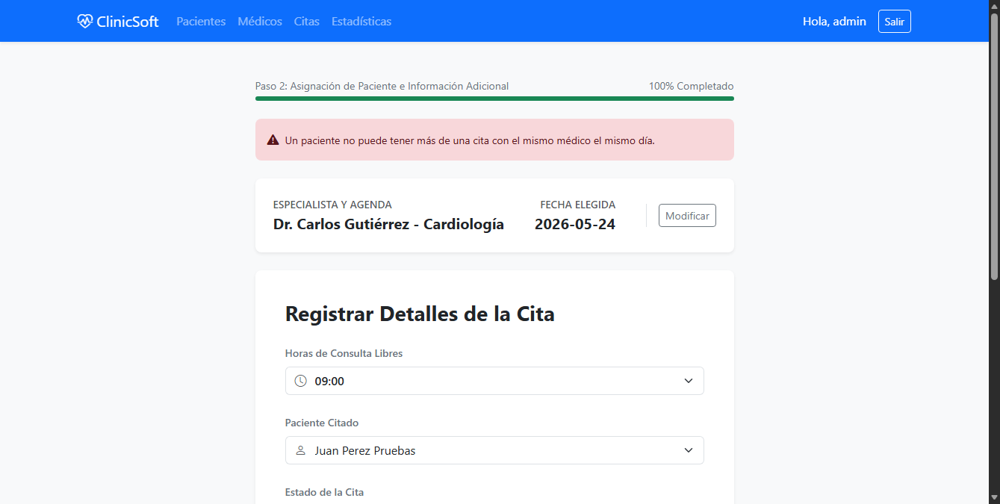 ClinicSoft Pacientes Médicos Citas Estadísticas Hola, admin Salir
Paso 2: Asignación de Paciente e Información Adicional 100% Completado
Un paciente no puede tener más de una cita con el mismo médico el mismo día.
ESPECIALISTA Y AGENDA FECHA ELEGIDA
Dr. Carlos Gutiérrez - Cardiología 2026-05-24 Modificar
Registrar Detalles de la Cita
Horas de Consulta Libres
09:00
Paciente Citado
Juan Perez Pruebas
Estado de la Cita